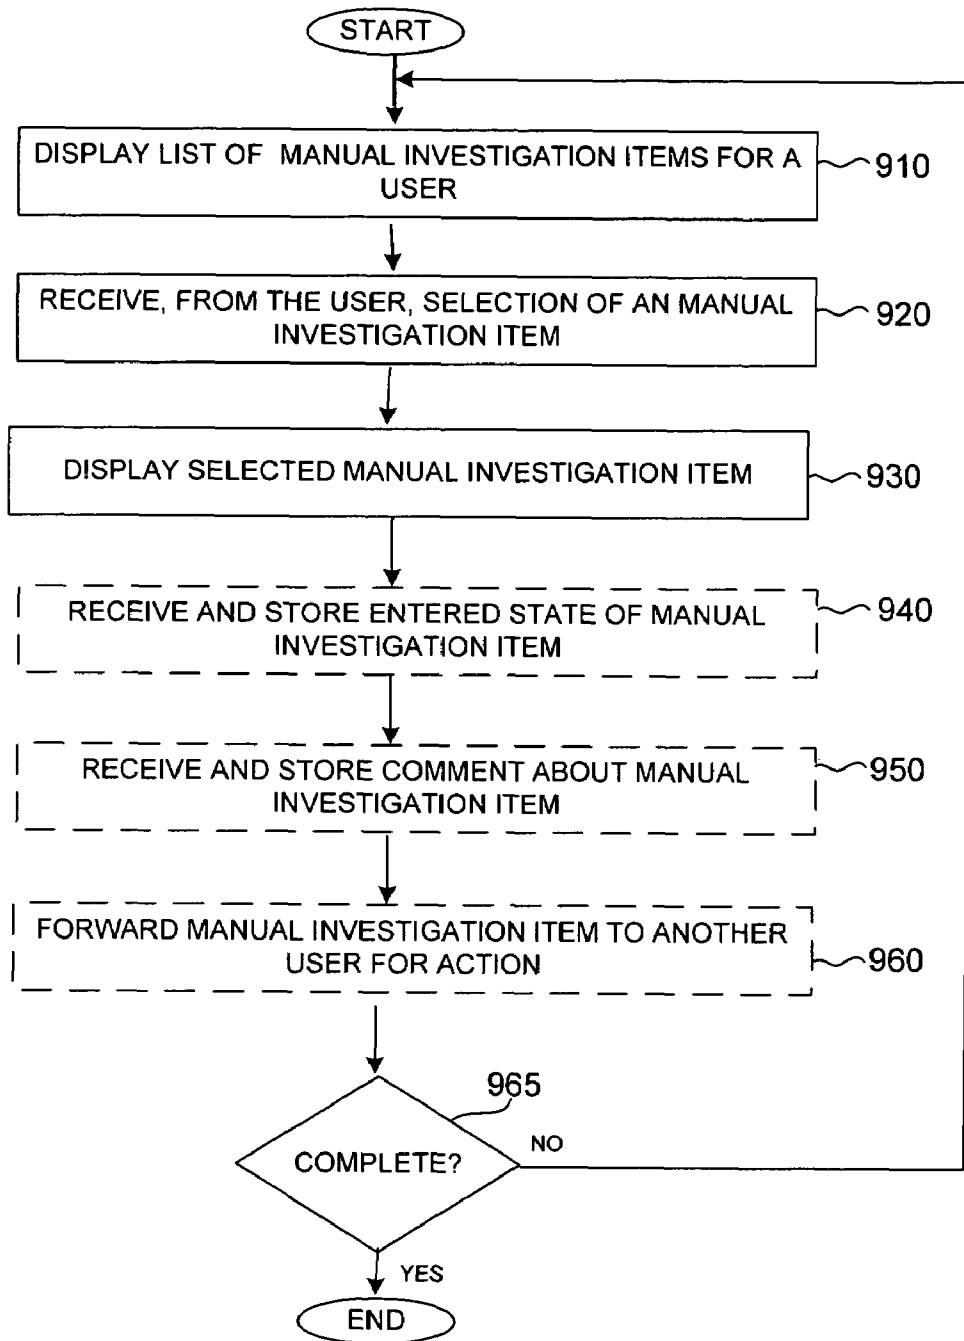 START
DISPLAY LIST OF MANUAL INVESTIGATION ITEMS FOR A
USER
910
RECEIVE, FROM THE USER, SELECTION OF AN MANUAL
INVESTIGATION ITEM
920
DISPLAY SELECTED MANUAL INVESTIGATION ITEM
930
RECEIVE AND STORE ENTERED STATE OF MANUAL
INVESTIGATION ITEM
940
RECEIVE AND STORE COMMENT ABOUT MANUAL
INVESTIGATION ITEM
950
FORWARD MANUAL INVESTIGATION ITEM TO ANOTHER
USER FOR ACTION
960
965
COMPLETE?
NO
YES
END